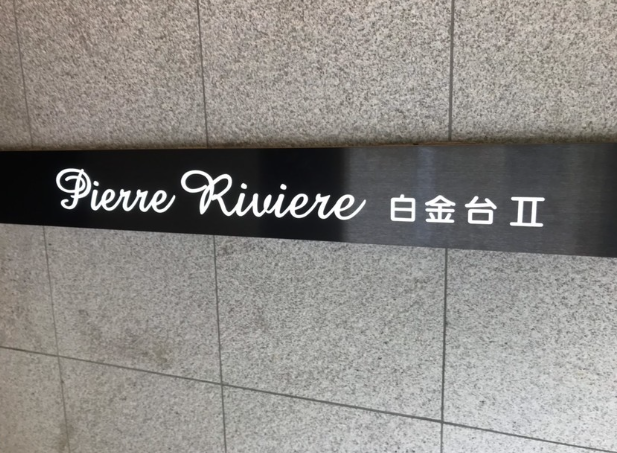 Pierre Riviere 白金台 II